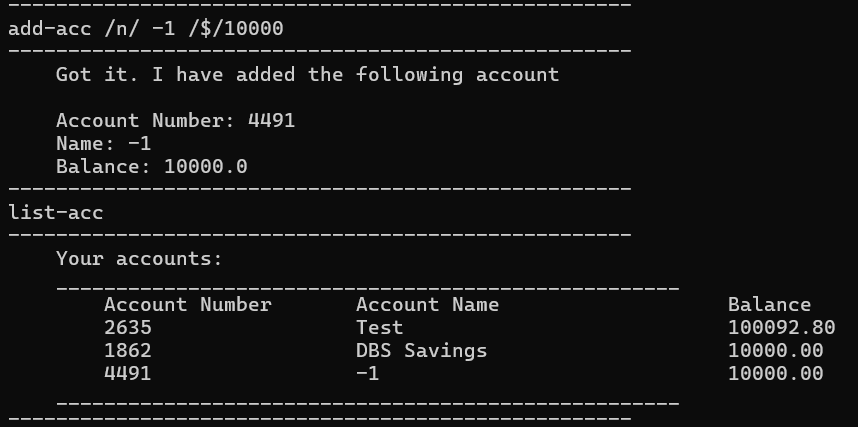 ----------------------------------------------------
add-acc /n/ -1 /$/10000
----------------------------------------------------
    Got it. I have added the following account

    Account Number: 4491
    Name: -1
    Balance: 10000.0
----------------------------------------------------
list-acc
----------------------------------------------------
    Your accounts:
    ____________________________________________________
        Account Number       Account Name                   Balance
        2635                 Test                           100092.80
        1862                 DBS Savings                    10000.00
        4491                 -1                             10000.00
    ____________________________________________________
----------------------------------------------------